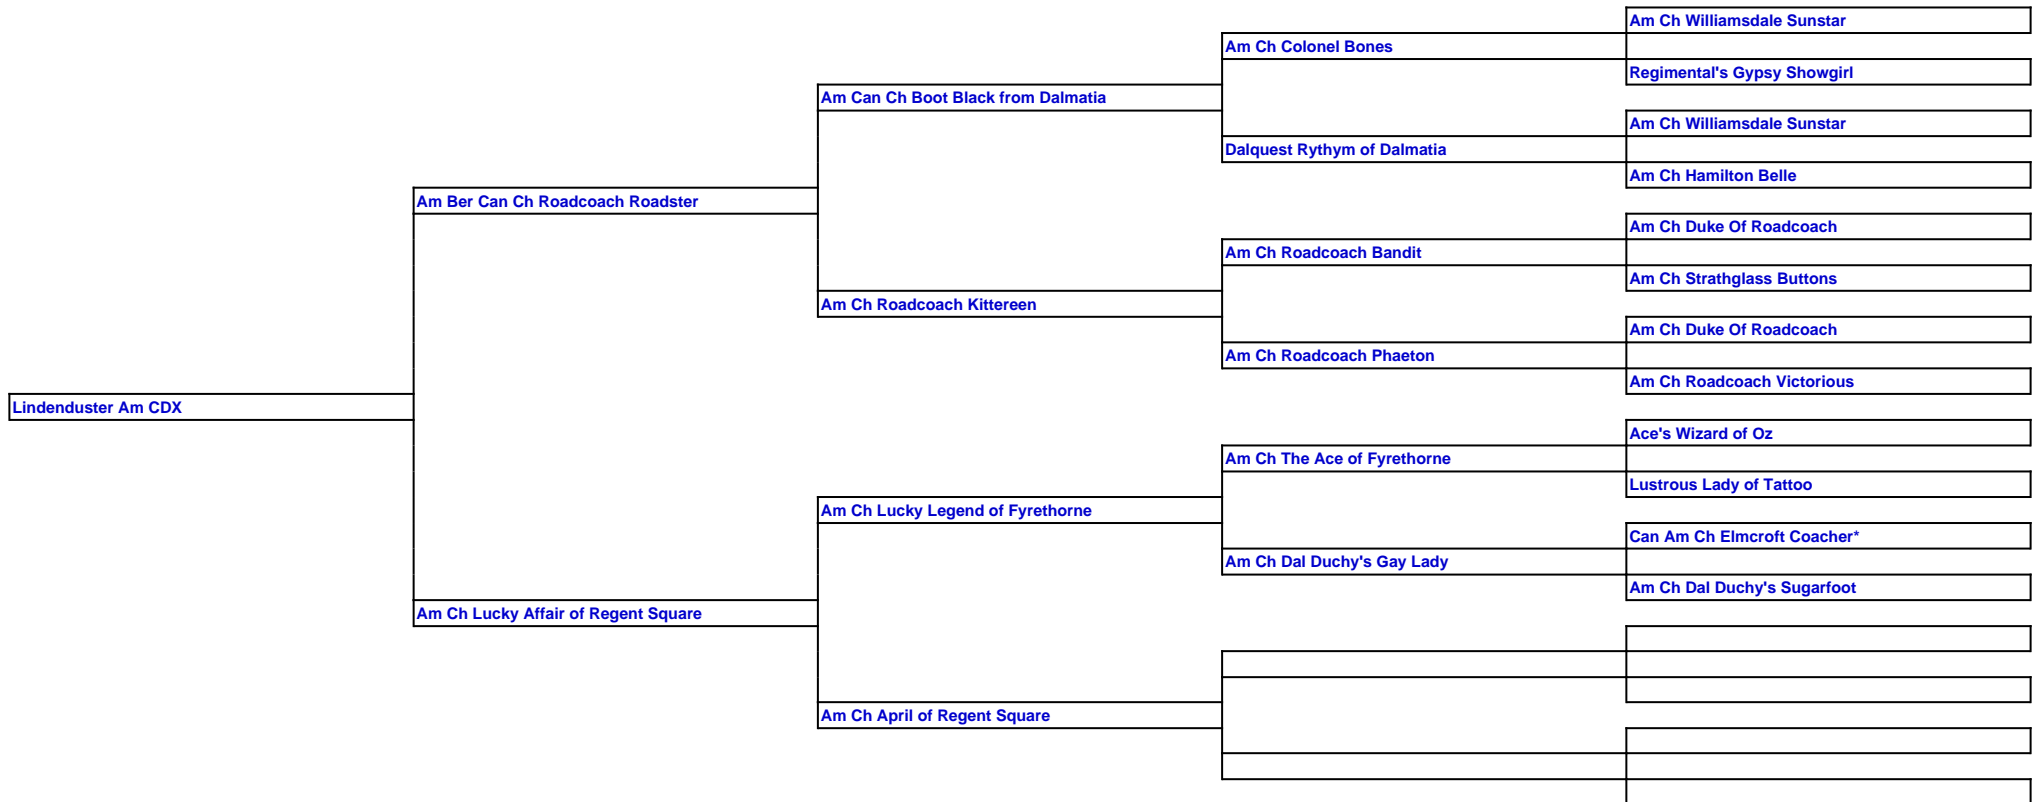 Am Ch Williamsdale Sunstar
Am Ch Colonel Bones
Regimental's Gypsy Showgirl
Am Can Ch Boot Black from Dalmatia
Am Ch Williamsdale Sunstar
Dalquest Rythym of Dalmatia
Am Ch Hamilton Belle
Am Ber Can Ch Roadcoach Roadster
Am Ch Duke Of Roadcoach
Am Ch Roadcoach Bandit
Am Ch Strathglass Buttons
Am Ch Roadcoach Kittereen
Am Ch Duke Of Roadcoach
Am Ch Roadcoach Phaeton
Am Ch Roadcoach Victorious
Lindenduster Am CDX
Ace's Wizard of Oz
Am Ch The Ace of Fyrethorne
Lustrous Lady of Tattoo
Am Ch Lucky Legend of Fyrethorne
Can Am Ch Elmcroft Coacher*
Am Ch Dal Duchy's Gay Lady
Am Ch Dal Duchy's Sugarfoot
Am Ch Lucky Affair of Regent Square
Am Ch April of Regent Square